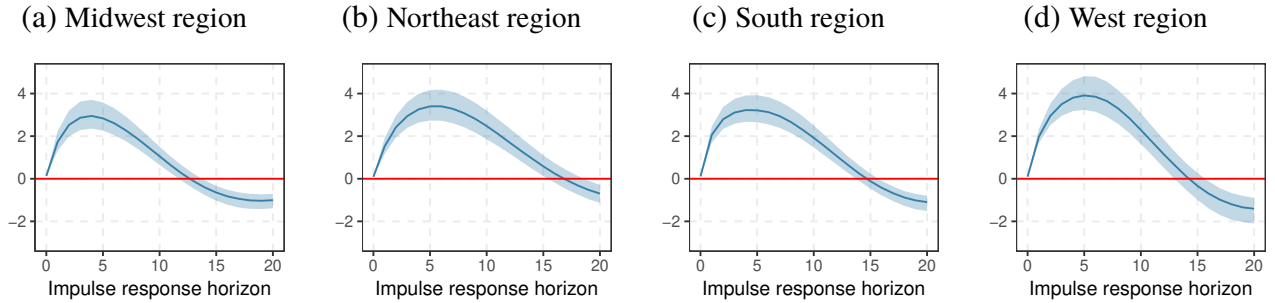 (a) Midwest region
(b) Northeast region
(c) South region
(d) West region
4
2
0
−2
0 5 10 15 20
Impulse response horizon
4
2
0
−2
0 5 10 15 20
Impulse response horizon
4
2
0
−2
0 5 10 15 20
Impulse response horizon
4
2
0
−2
0 5 10 15 20
Impulse response horizon